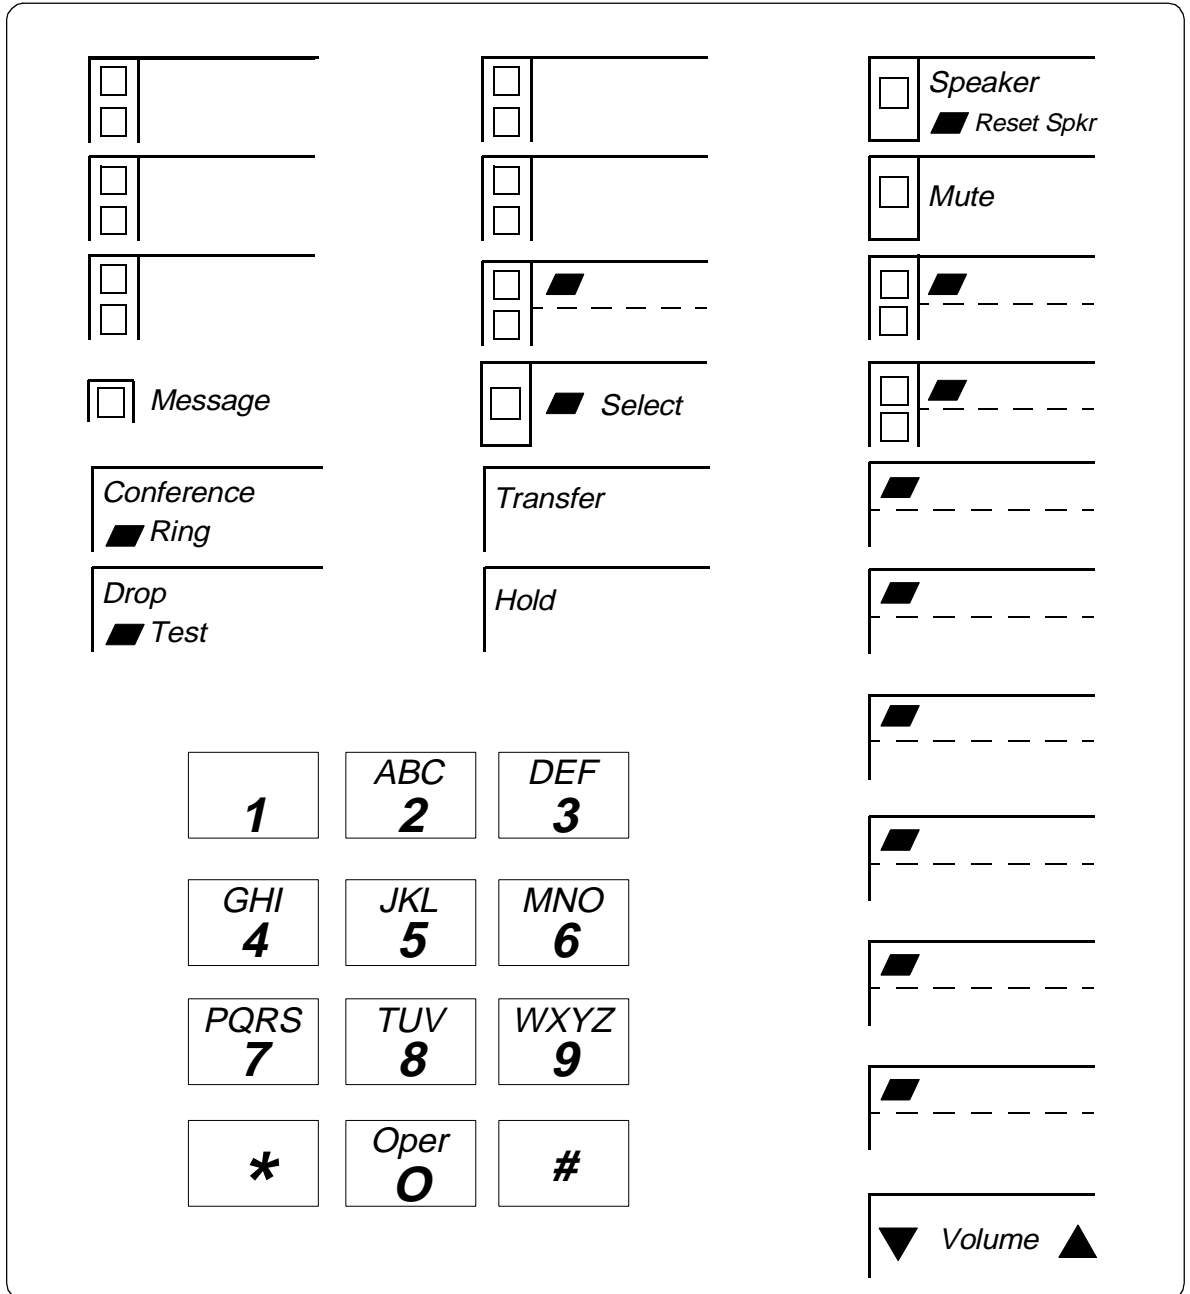 Speaker
Reset Spkr
Mute
Message
Select
Conference
Ring
Transfer
Drop
Test
Hold
1
ABC
2
DEF
3
GHI
4
JKL
5
MNO
6
PQRS
7
TUV
8
WXYZ
9
*
Oper
O
#
Volume